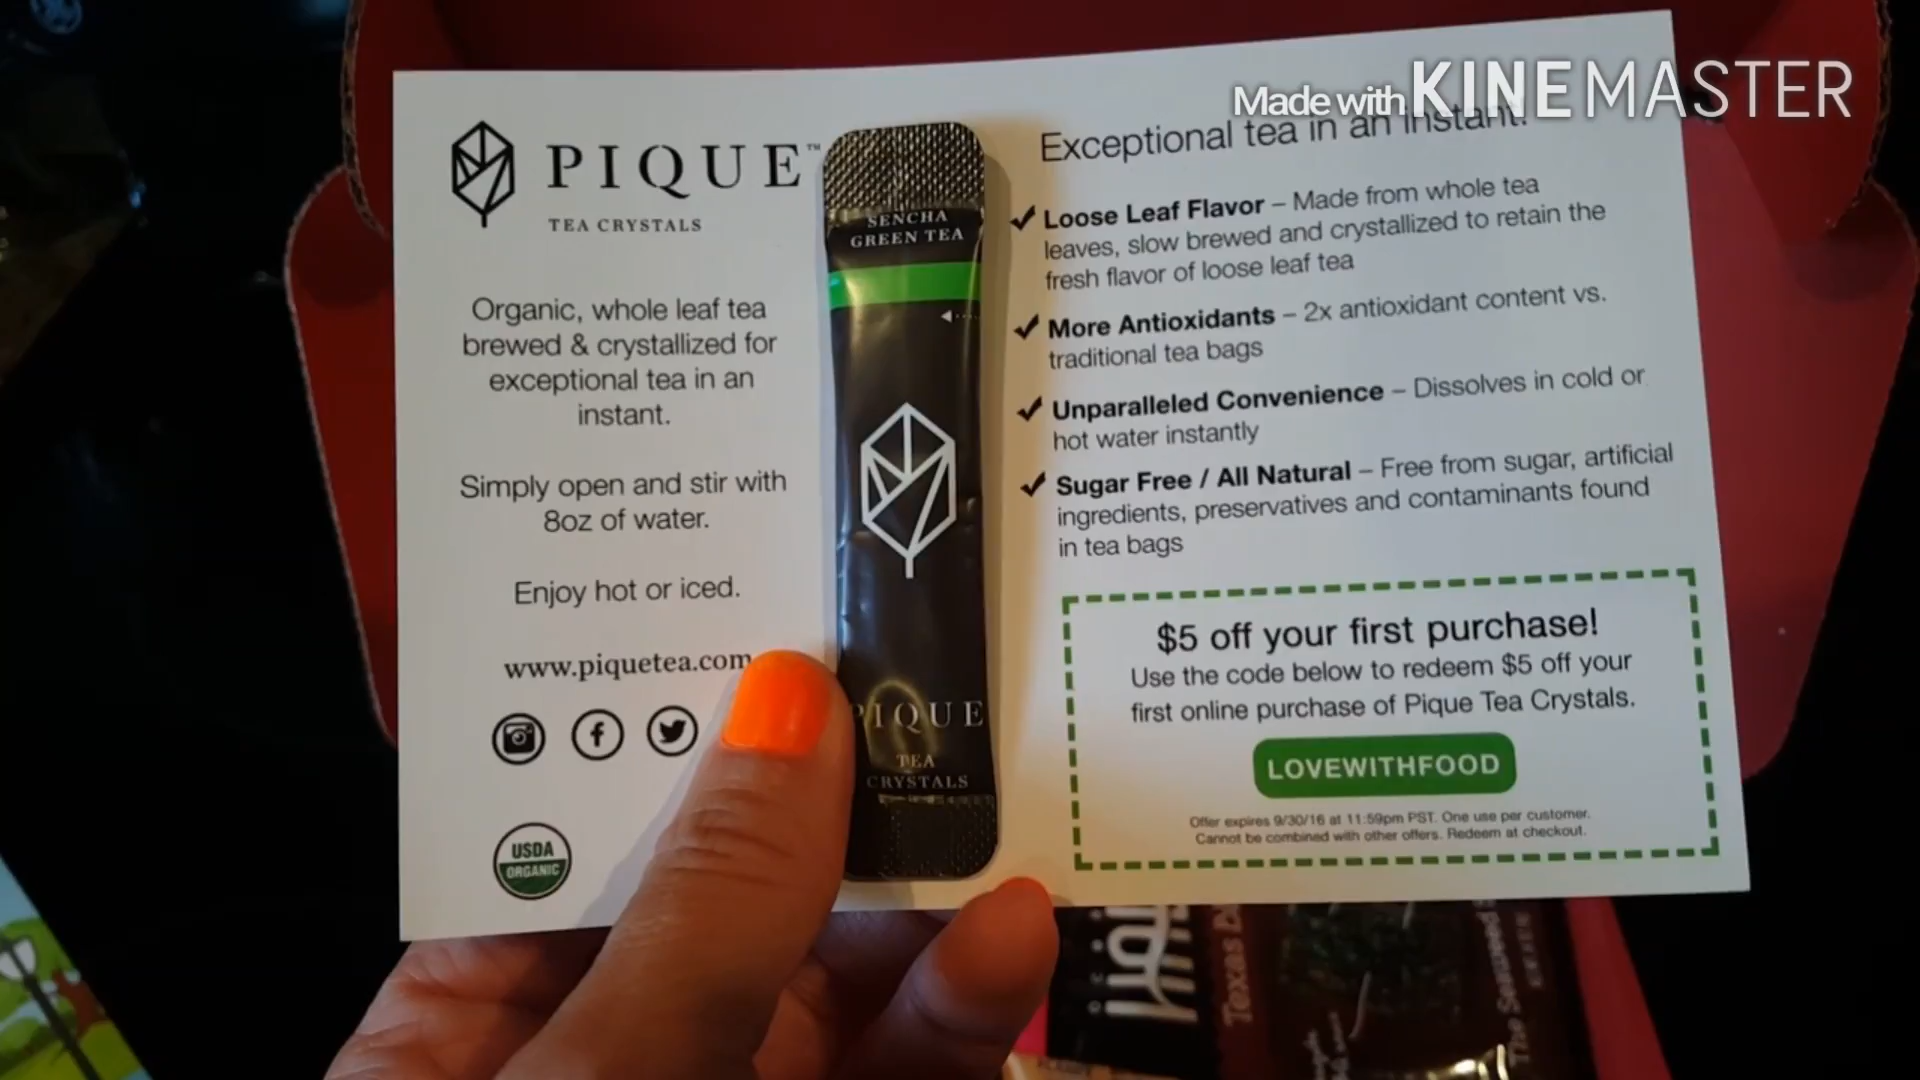 Made with KINEMASTER
PIQUE™
TEA CRYSTALS
Organic, whole leaf tea
brewed & crystallized for
exceptional tea in an
instant.
Simply open and stir with
8oz of water.
Enjoy hot or iced.
www.piquetea.com
USDA
ORGANIC
SENCHA
GREEN TEA
PIQUE
TEA
CRYSTALS
Exceptional tea in an instant.
✓ Loose Leaf Flavor – Made from whole tea
leaves, slow brewed and crystallized to retain the
fresh flavor of loose leaf tea
✓ More Antioxidants – 2x antioxidant content vs.
traditional tea bags
✓ Unparalleled Convenience – Dissolves in cold or
hot water instantly
✓ Sugar Free / All Natural – Free from sugar, artificial
ingredients, preservatives and contaminants found
in tea bags
$5 off your first purchase!
Use the code below to redeem $5 off your
first online purchase of Pique Tea Crystals.
LOVEWITHFOOD
Offer expires 9/30/16 at 11:59pm PST. One use per customer.
Cannot be combined with other offers. Redeem at checkout.
Texas
The Seaweed